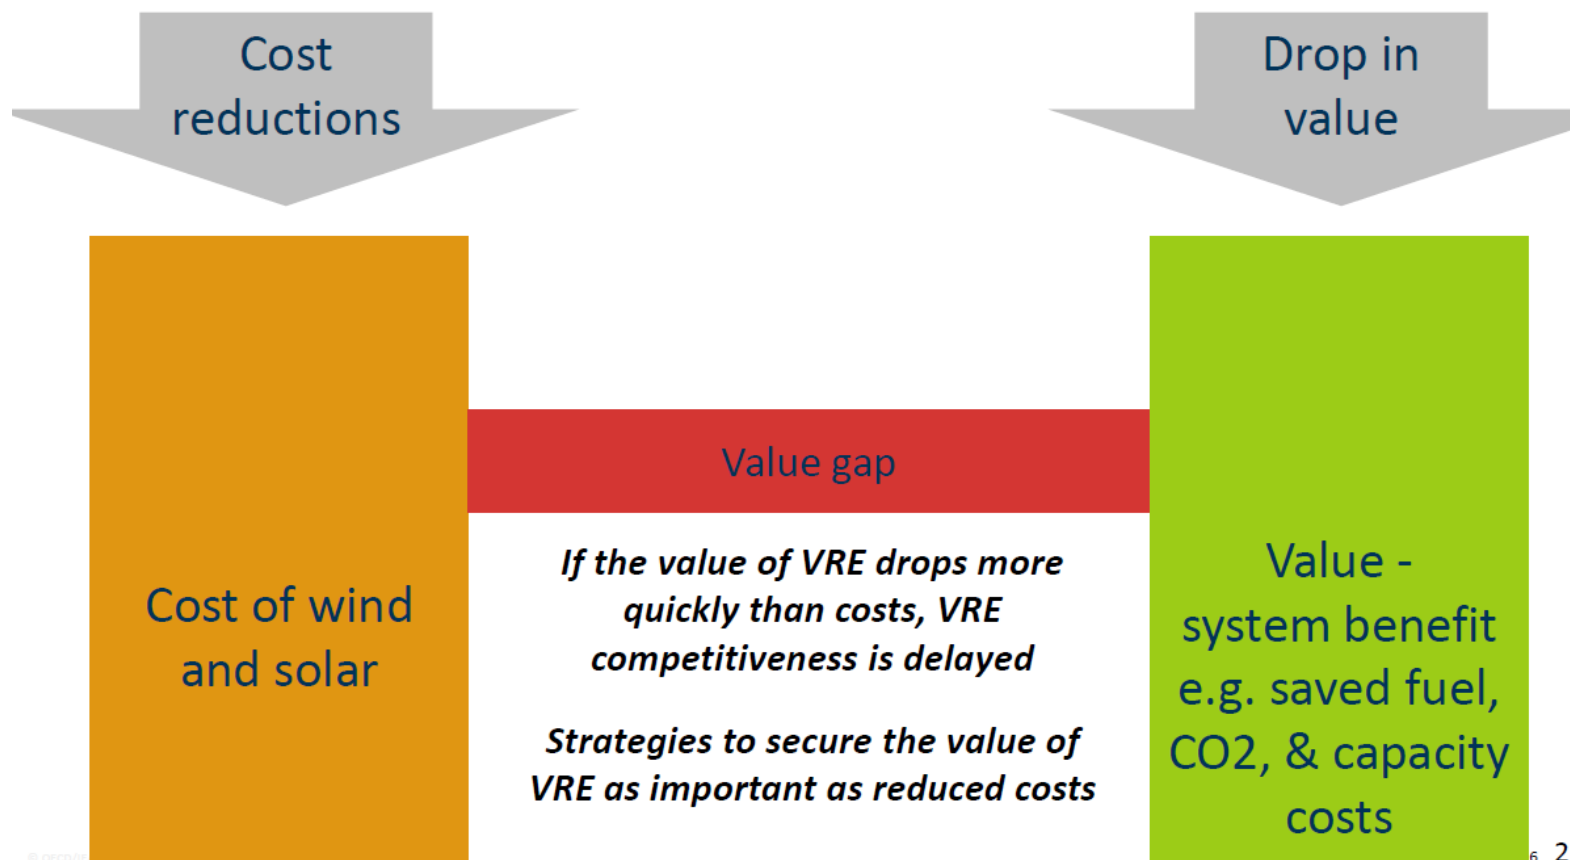 Cost
reductions
Drop in
value
Value gap
If the value of VRE drops more
quickly than costs, VRE
competitiveness is delayed
Strategies to secure the value of
VRE as important as reduced costs
Cost of wind
and solar
Value -
system benefit
e.g. saved fuel,
CO2, & capacity
costs
6 2